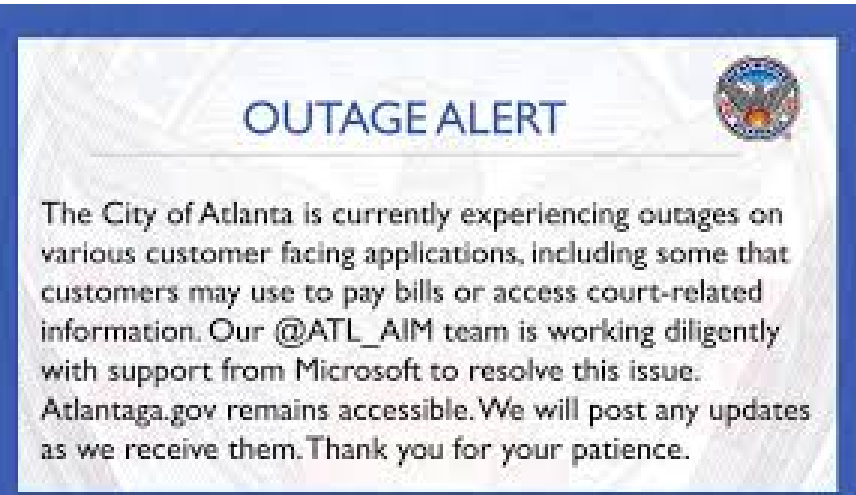 OUTAGE ALERT
The City of Atlanta is currently experiencing outages on
various customer facing applications, including some that
customers may use to pay bills or access court-related
information. Our @ATL_AIM team is working diligently
with support from Microsoft to resolve this issue.
Atlantaga.gov remains accessible. We will post any updates
as we receive them. Thank you for your patience.